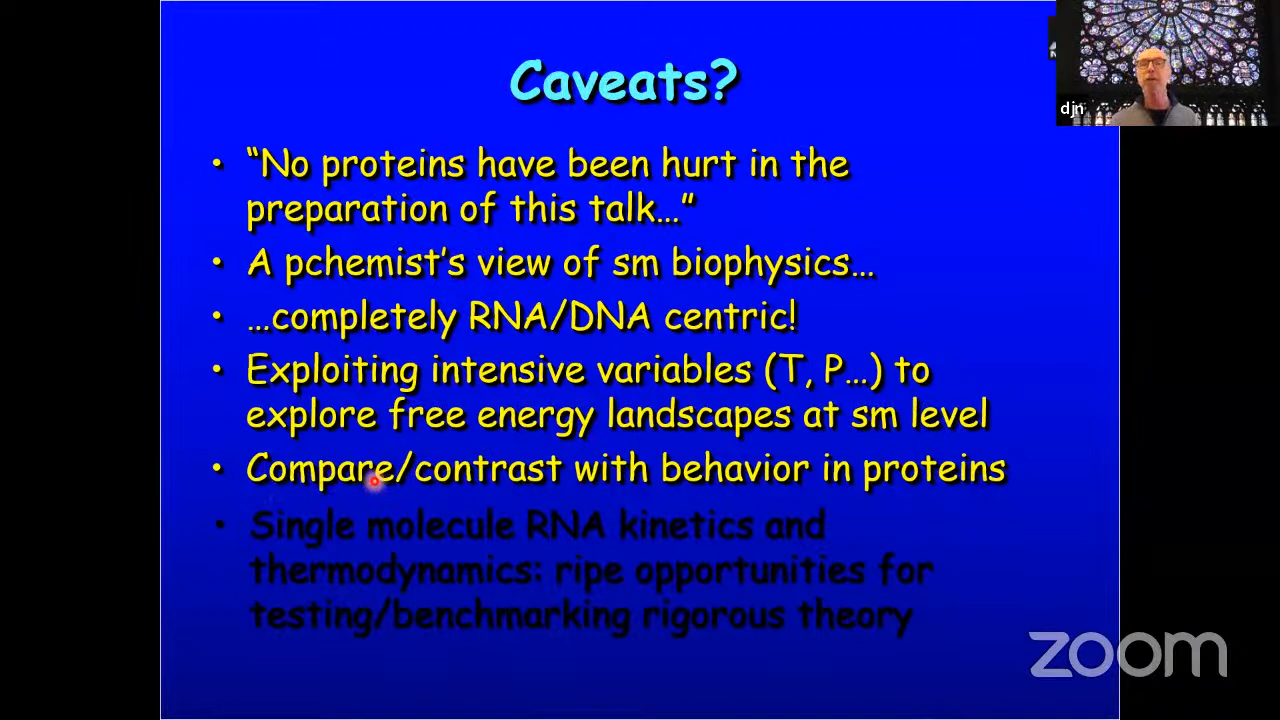 Caveats?
djn
• “No proteins have been hurt in the
preparation of this talk…”
• A pchemist’s view of sm biophysics…
• …completely RNA/DNA centric!
• Exploiting intensive variables (T, P…) to
explore free energy landscapes at sm level
• Compare/contrast with behavior in proteins
• Single molecule RNA kinetics and
thermodynamics: ripe opportunities for
testing/benchmarking rigorous theory
zoom